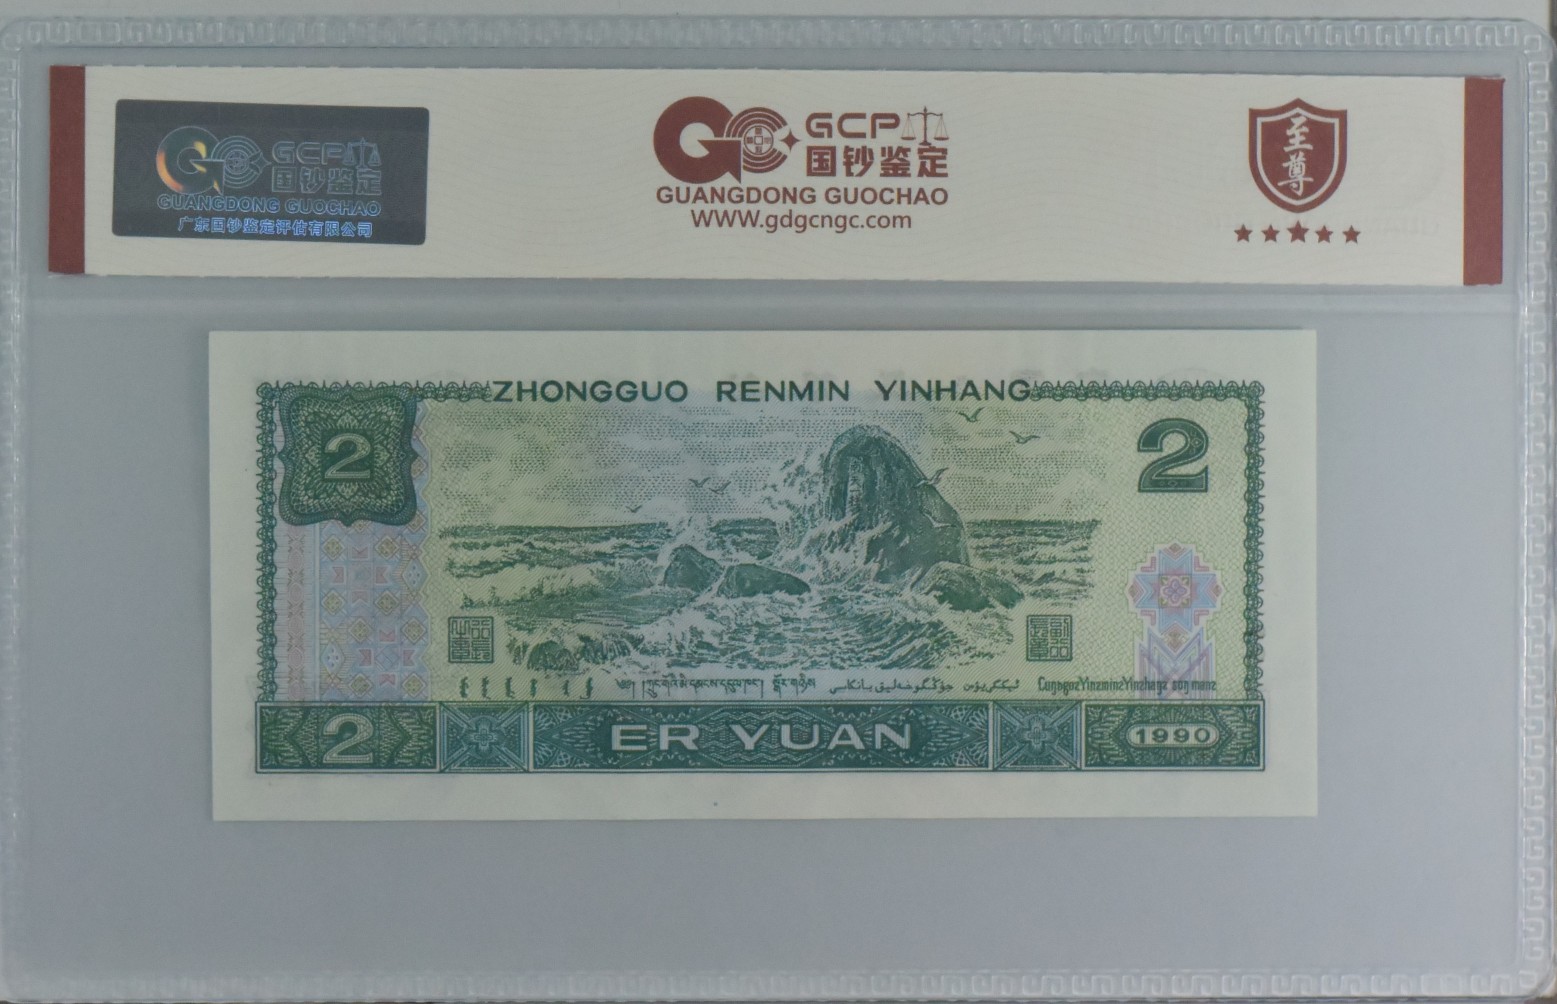 GCP
国钞鉴定
GUANGDONG GUOCHAO
广东国钞鉴定评估有限公司
GCP
国钞鉴定
GUANGDONG GUOCHAO
WWW.gdgcngc.com
至尊
ZHONGGUO RENMIN YINHANG
2
2
CungguzYinzminzYinzhangz
2
ER YUAN
1990